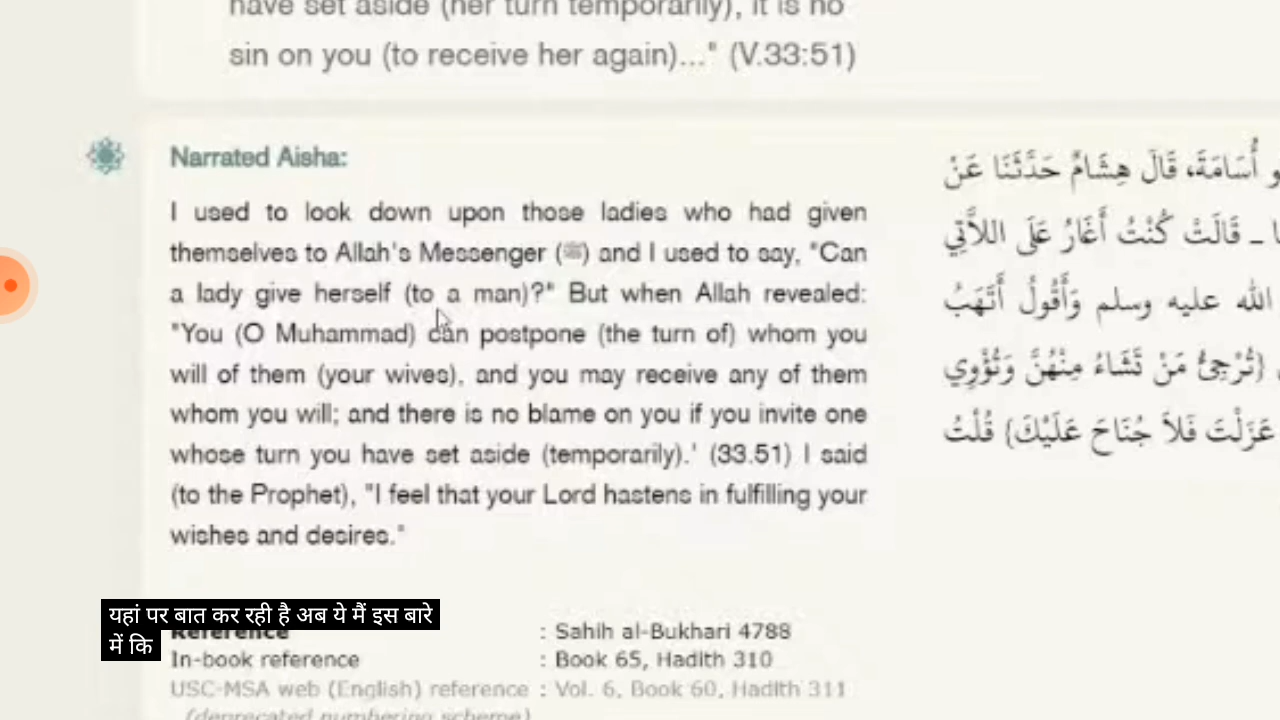 have set aside (her turn temporarily), it is no
sin on you (to receive her again)..." (V.33:51)
Narrated Aisha:
I used to look down upon those ladies who had given
themselves to Allah's Messenger (ﷺ) and I used to say, "Can
a lady give herself (to a man)?" But when Allah revealed:
"You (O Muhammad) can postpone (the turn of) whom you
will of them (your wives), and you may receive any of them
whom you will; and there is no blame on you if you invite one
whose turn you have set aside (temporarily).' (33.51) I said
(to the Prophet), "I feel that your Lord hastens in fulfilling your
wishes and desires."
و أُسَامَةَ، قَالَ هِشَامٌ حَدَّثَنَا عَنْ
ـ قَالَتْ كُنْتُ أَغَارُ عَلَى اللاَّتِي
الله عليه وسلم وَأَقُولُ أَتَهَبُ
{تُرْجِئُ مَنْ تَشَاءُ مِنْهُنَّ وَتُؤْوِي
عَزَلْتَ فَلاَ جُنَاحَ عَلَيْكَ} قُلْتُ
यहां पर बात कर रही है अब ये मैं इस बारे
में कि
Reference : Sahih al-Bukhari 4788
In-book reference : Book 65, Hadith 310
USC-MSA web (English) reference : Vol. 6, Book 60, Hadith 311
(deprecated numbering scheme)